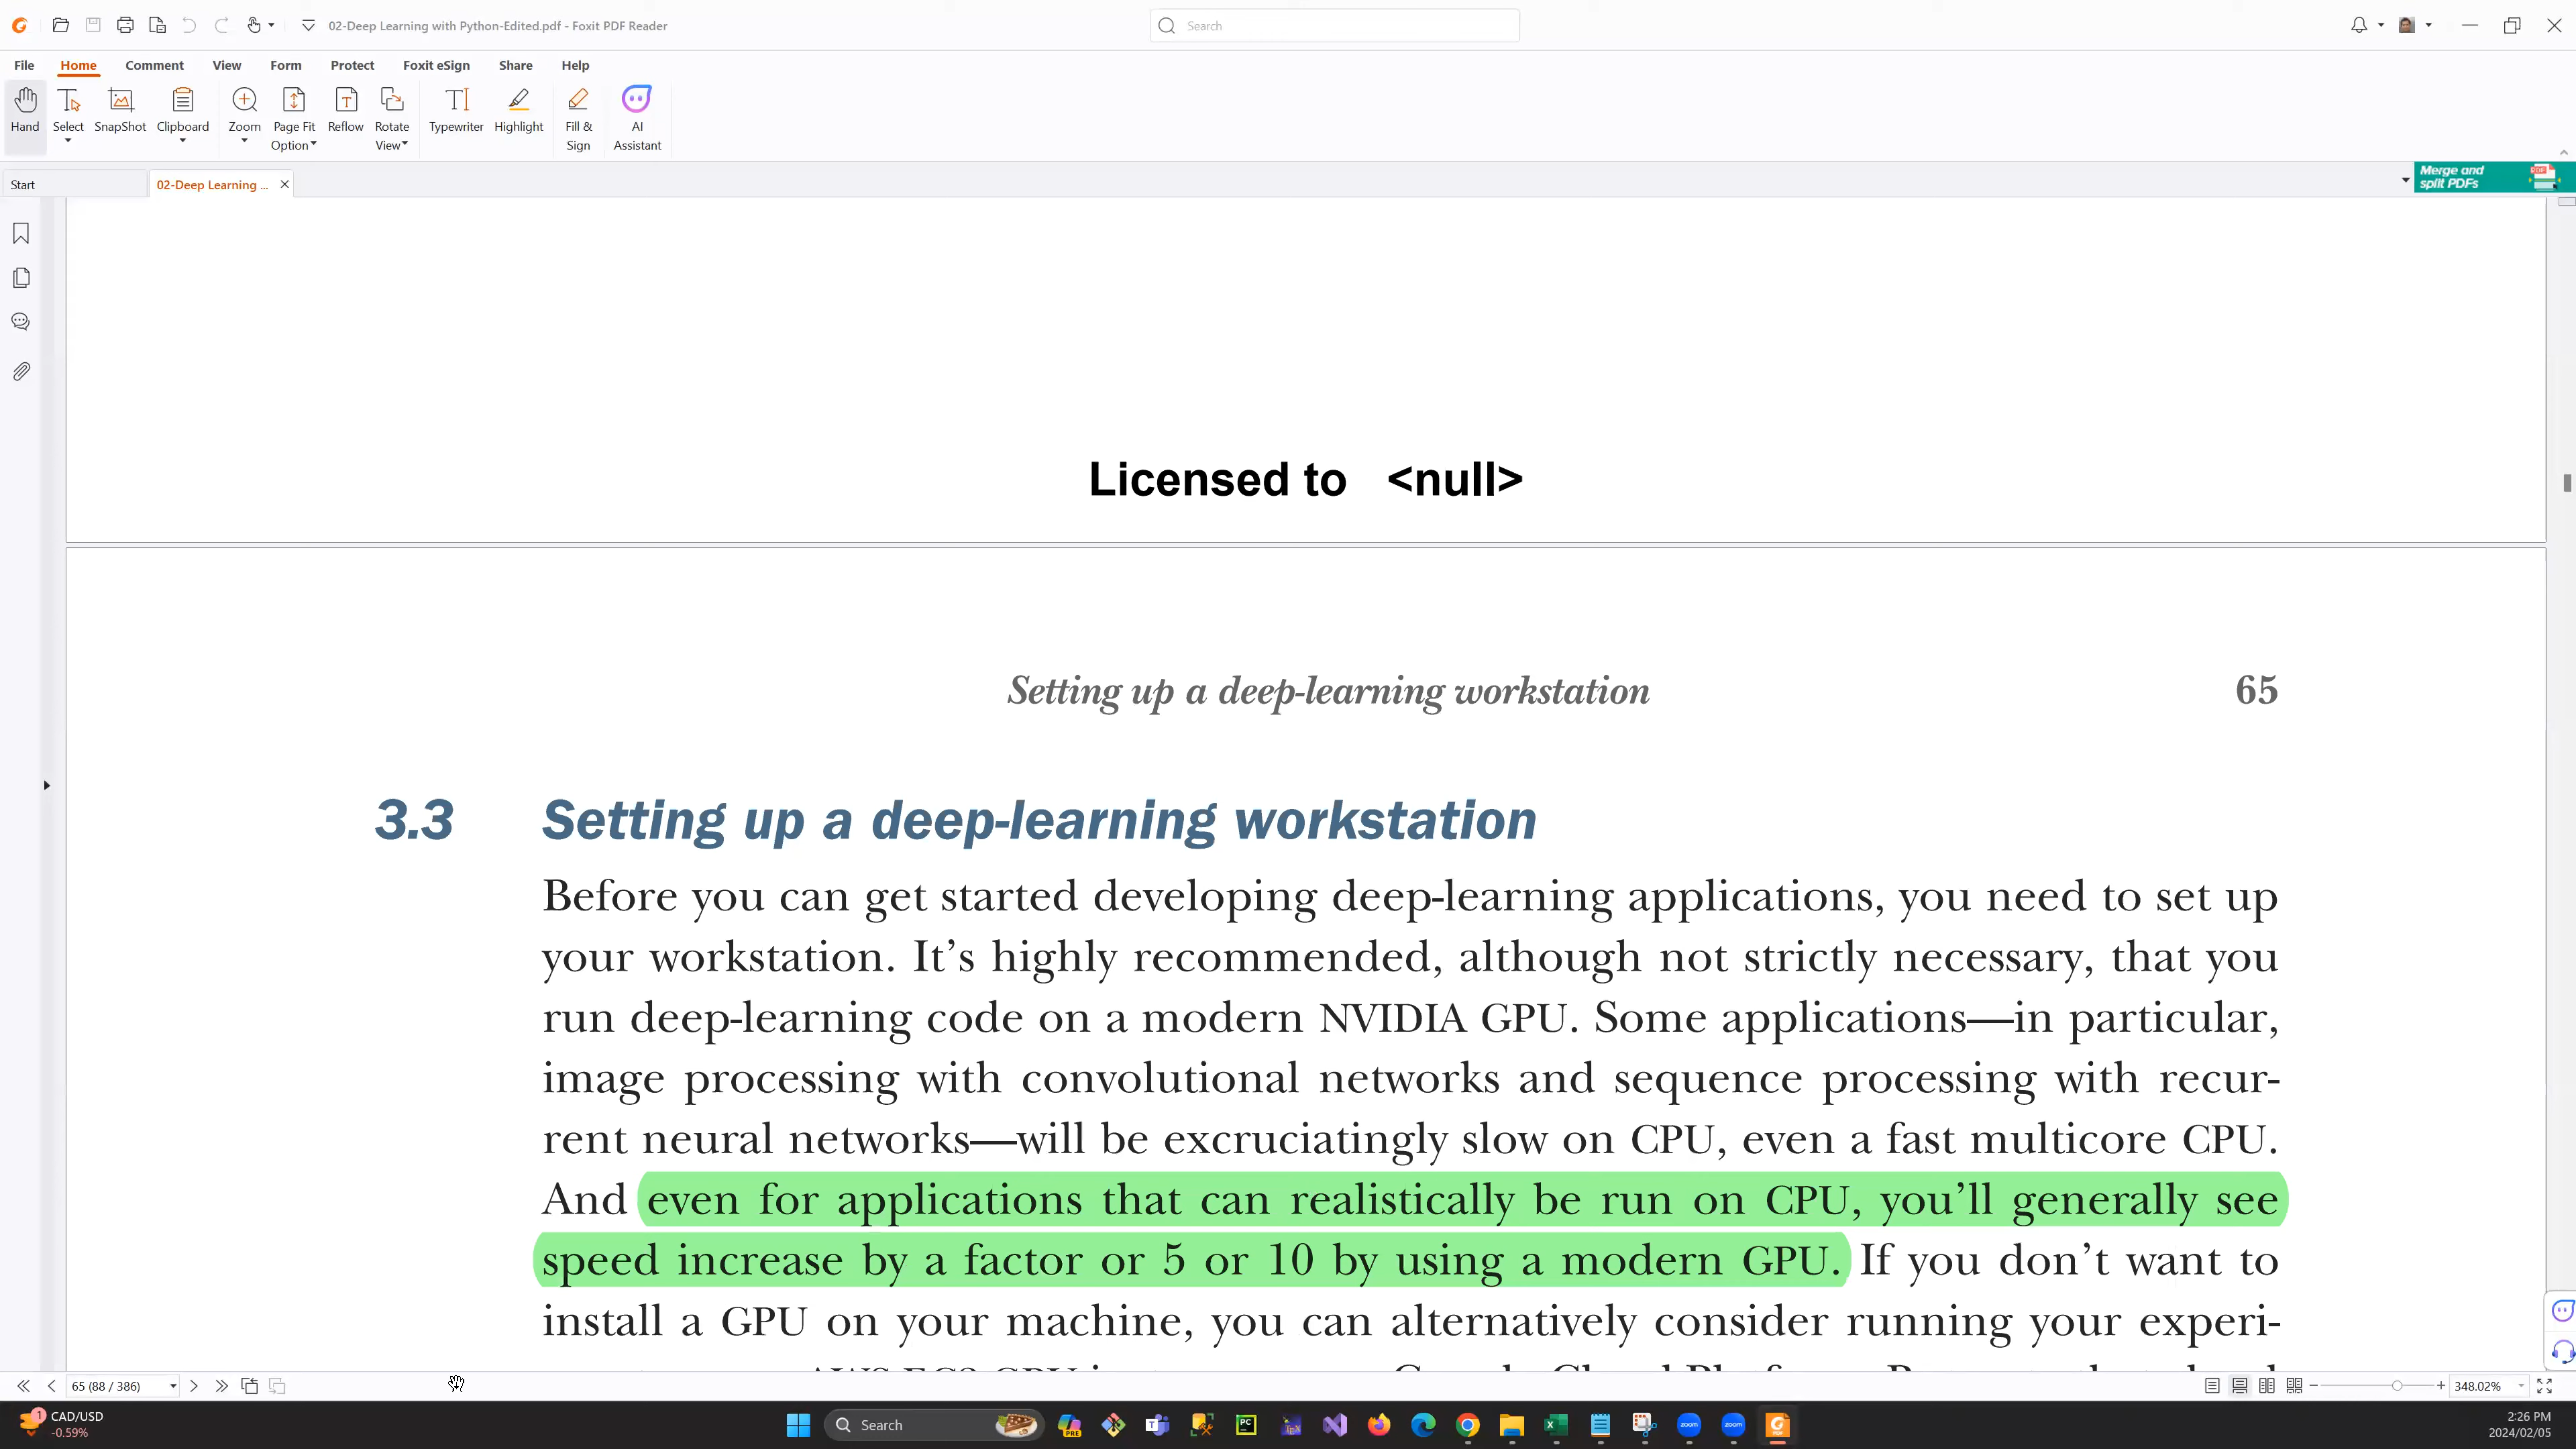 02-Deep Learning with Python-Edited.pdf - Foxit PDF Reader
Search
File Home Comment View Form Protect Foxit eSign Share Help
Hand Select SnapShot Clipboard Zoom Page Fit Option Reflow Rotate View Typewriter Highlight Fill & Sign AI Assistant
Start
02-Deep Learning ...
Merge and
split PDFs
Licensed to <null>
Setting up a deep-learning workstation 65
3.3 Setting up a deep-learning workstation
Before you can get started developing deep-learning applications, you need to set up
your workstation. It's highly recommended, although not strictly necessary, that you
run deep-learning code on a modern NVIDIA GPU. Some applications—in particular,
image processing with convolutional networks and sequence processing with recur-
rent neural networks—will be excruciatingly slow on CPU, even a fast multicore CPU.
And even for applications that can realistically be run on CPU, you'll generally see
speed increase by a factor or 5 or 10 by using a modern GPU. If you don't want to
install a GPU on your machine, you can alternatively consider running your experi-
65 (88 / 386)
348.02%
1 CAD/USD
-0.59%
Search
2:26 PM
2024/02/05